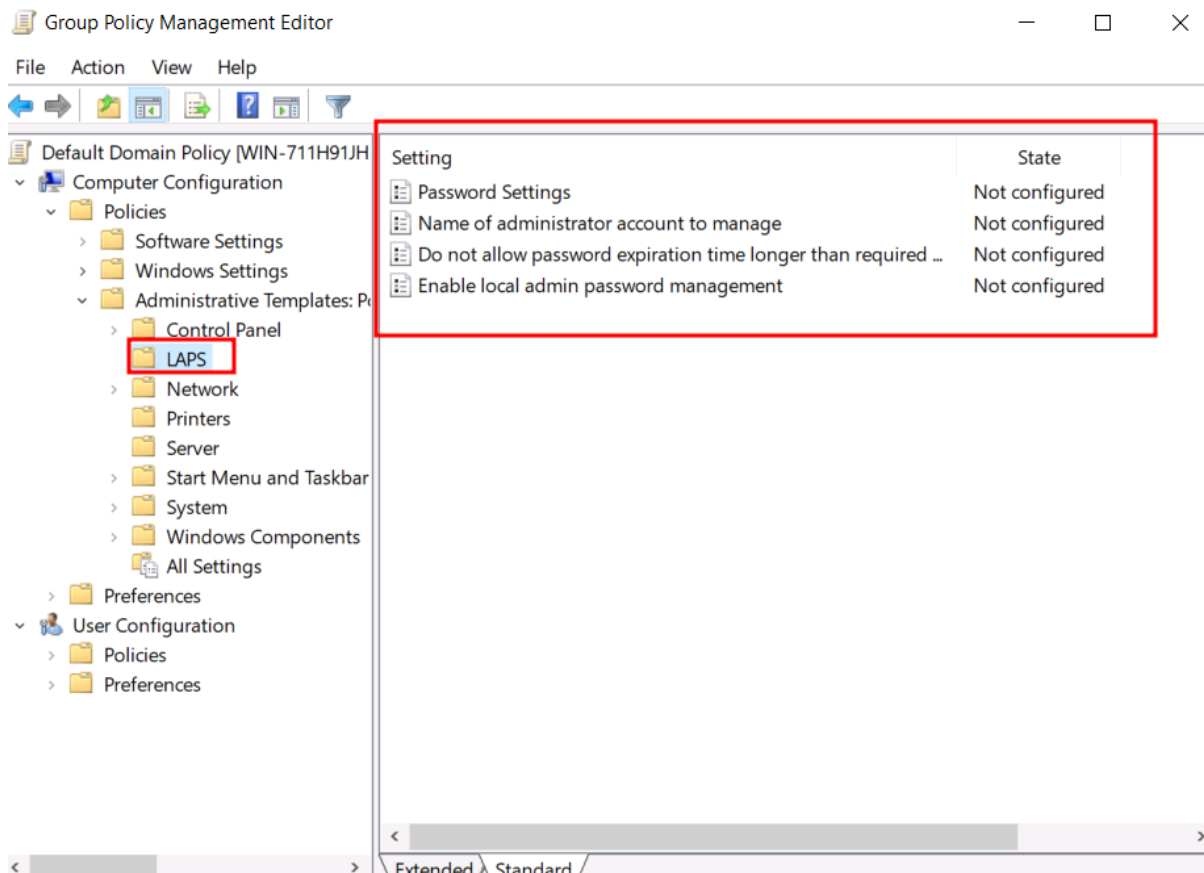 Group Policy Management Editor
File Action View Help
Default Domain Policy [WIN-711H91JH
Computer Configuration
Policies
Software Settings
Windows Settings
Administrative Templates: Po
Control Panel
LAPS
Network
Printers
Server
Start Menu and Taskbar
System
Windows Components
All Settings
Preferences
User Configuration
Policies
Preferences
Setting State
Password Settings Not configured
Name of administrator account to manage Not configured
Do not allow password expiration time longer than required ... Not configured
Enable local admin password management Not configured
Extended Standard